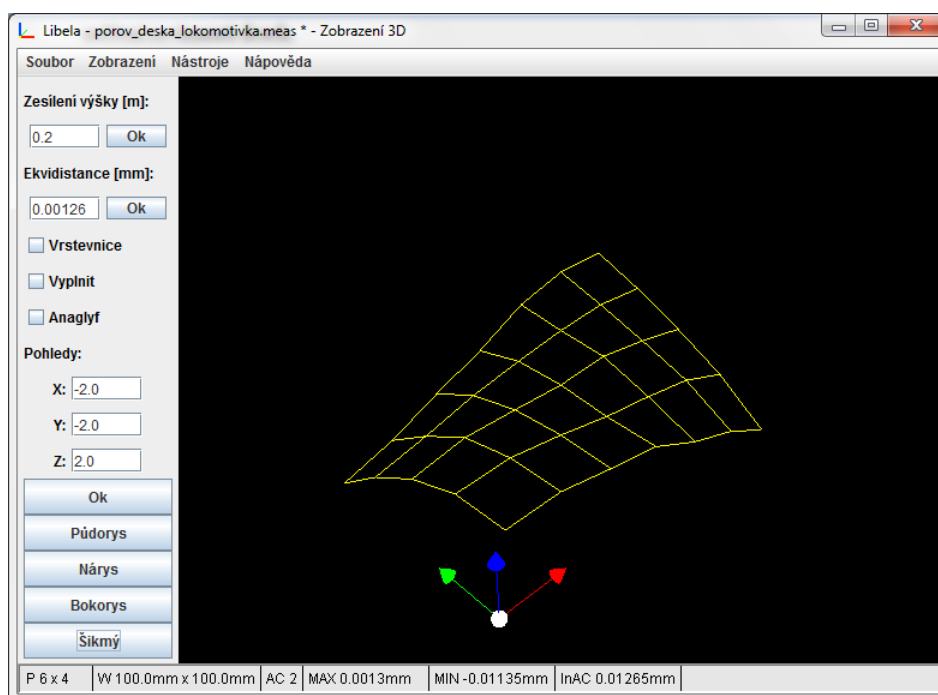 Libela - porov_deska_lokomotivka.meas * - Zobrazení 3D
Soubor Zobrazení Nástroje Nápověda
Zesílení výšky [m]:
0.2 Ok
Ekvidistance [mm]:
0.00126 Ok
Vrstevnice
Vyplnit
Anaglyf
Pohledy:
X: -2.0
Y: -2.0
Z: 2.0
Ok
Půdorys
Nárys
Bokorys
Šikmý
P 6 x 4 W 100.0mm x 100.0mm AC 2 MAX 0.0013mm MIN -0.01135mm InAC 0.01265mm